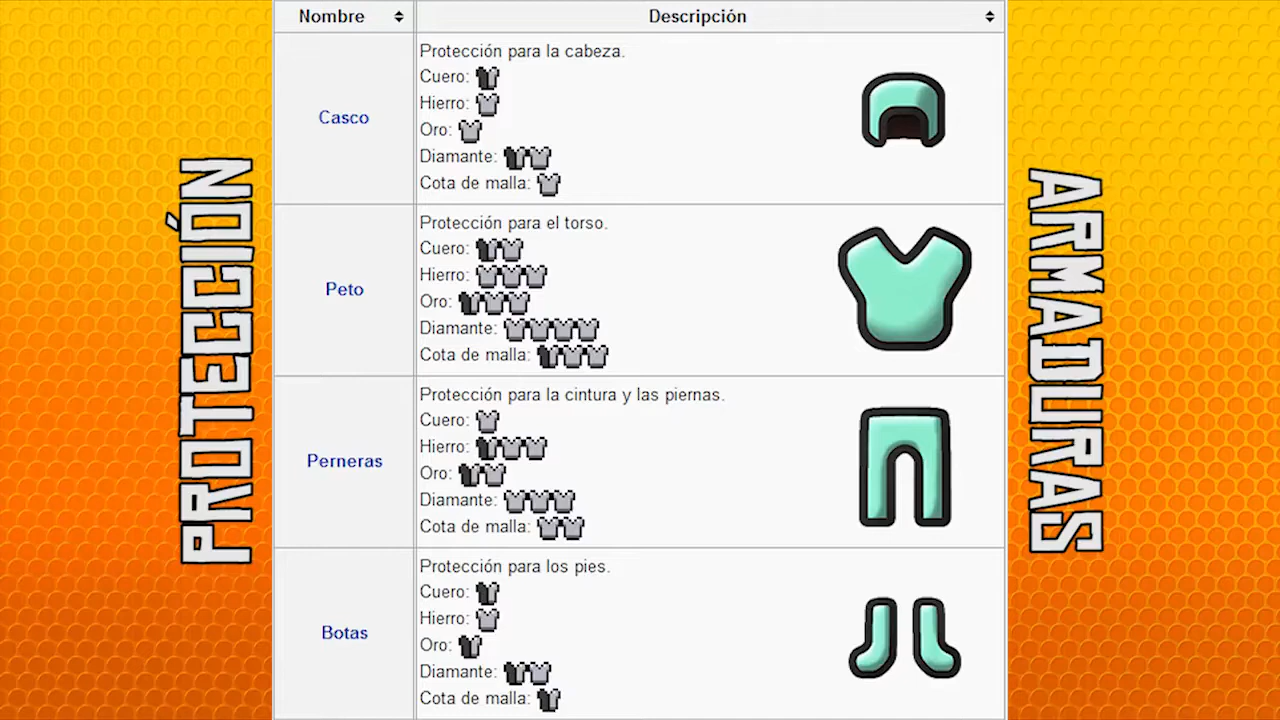 PROTECCIÓN
Nombre
Descripción
Casco
Protección para la cabeza.
Cuero:
Hierro:
Oro:
Diamante:
Cota de malla:
Peto
Protección para el torso.
Cuero:
Hierro:
Oro:
Diamante:
Cota de malla:
Perneras
Protección para la cintura y las piernas.
Cuero:
Hierro:
Oro:
Diamante:
Cota de malla:
Botas
Protección para los pies.
Cuero:
Hierro:
Oro:
Diamante:
Cota de malla:
ARMADURAS